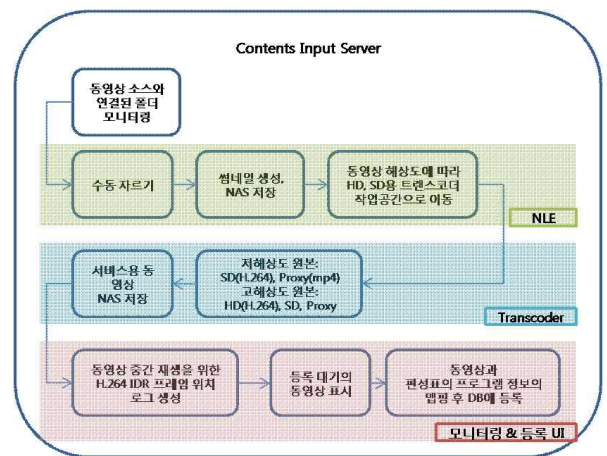 Contents Input Server
동영상 소스와
연결된 폴더
모니터링
수동 자르기
썸네일 생성,
NAS 저장
동영상 해상도에 따라
HD, SD용 트랜스코더
작업공간으로 이동
NLE
서비스용 동
영상
NAS 저장
저해상도 원본:
SD(H.264), Proxy(mp4)
고해상도 원본:
HD(H.264), SD, Proxy
Transcoder
동영상 중간 재생을 위한
H.264 IDR 프레임 위치
로그 생성
등록 대기의
동영상 표시
동영상과
편성표의 프로그램 정보의
맵핑 후 DB에 등록
모니터링 & 등록 UI